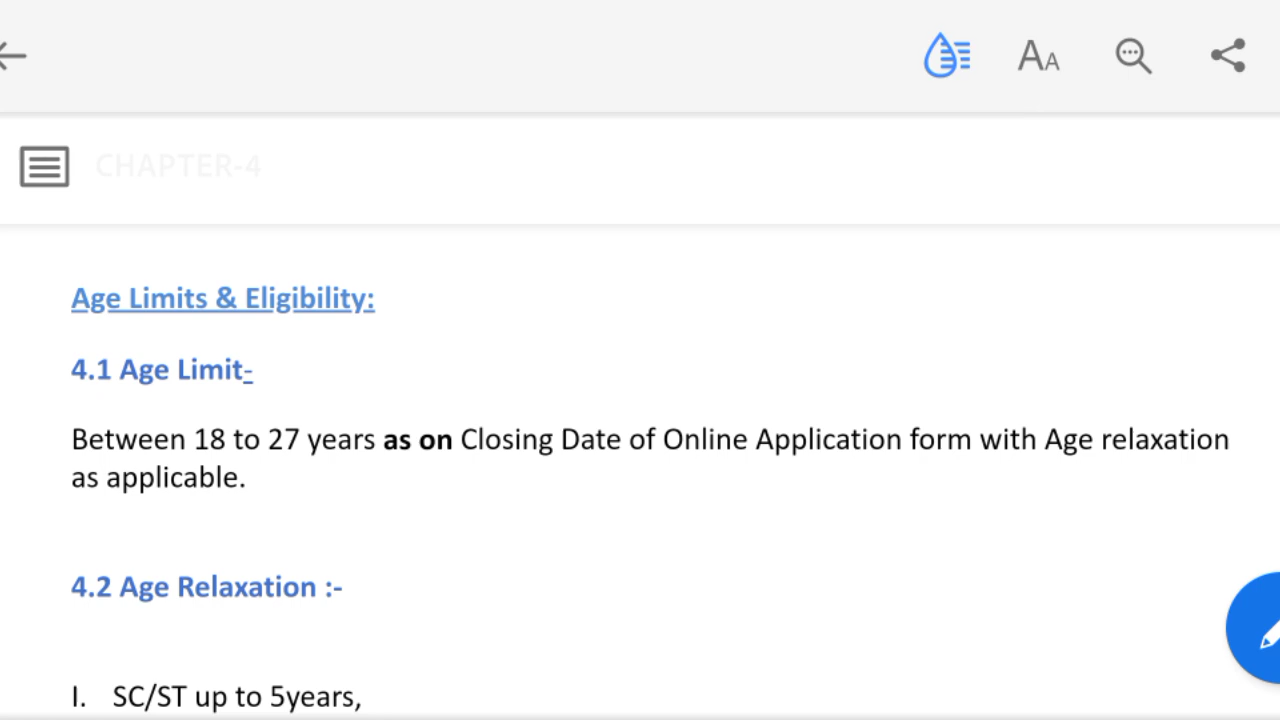 AA
CHAPTER-4
Age Limits & Eligibility:
4.1 Age Limit-
Between 18 to 27 years as on Closing Date of Online Application form with Age relaxation
as applicable.
4.2 Age Relaxation :-
I. SC/ST up to 5years,